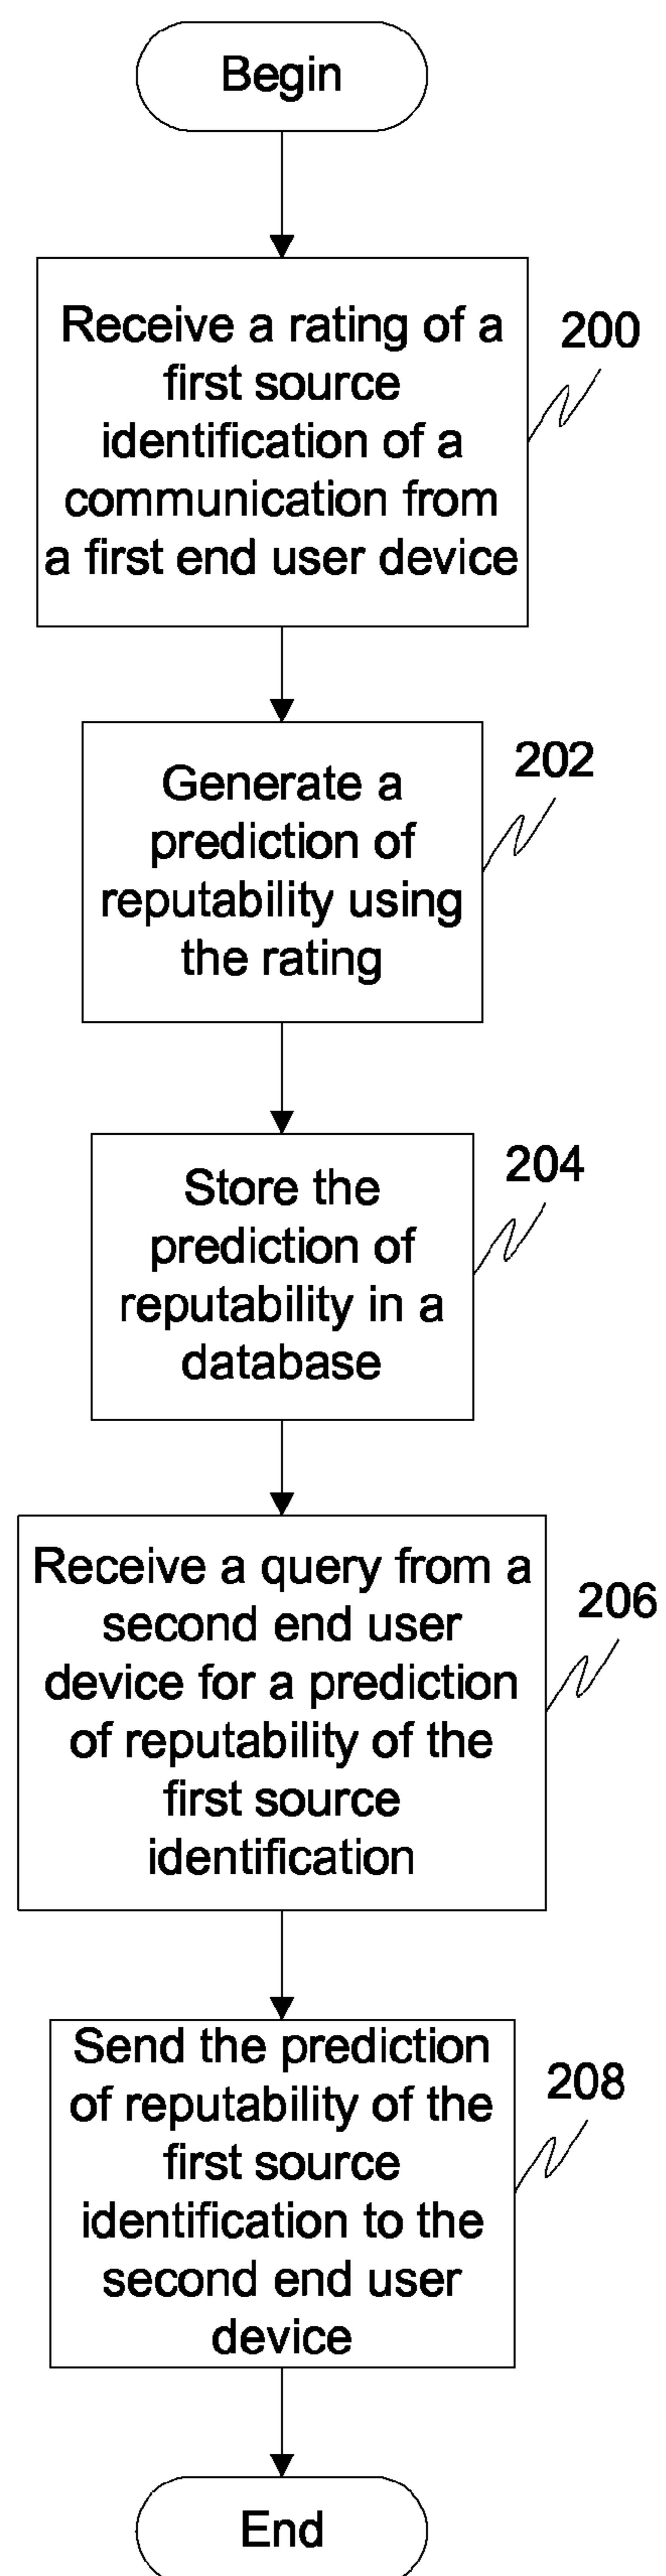 Begin
Receive a rating of a
first source
identification of a
communication from
a first end user device
200
Generate a
prediction of
reputability using
the rating
202
Store the
prediction of
reputability in a
database
204
Receive a query from a
second end user
device for a prediction
of reputability of the
first source
identification
206
Send the prediction
of reputability of the
first source
identification to the
second end user
device
208
End